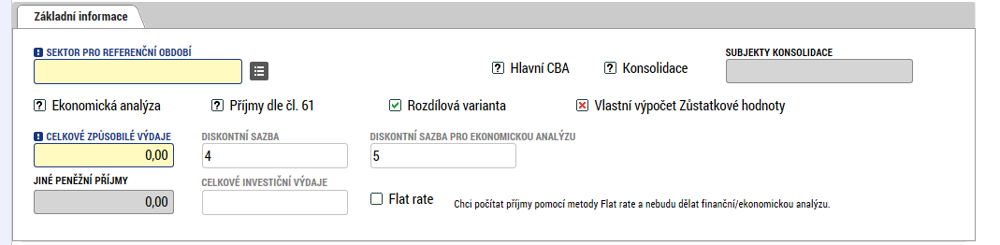 Základní informace
SEKTOR PRO REFERENČNÍ OBDOBÍ
Hlavní CBA
Konsolidace
SUBJEKTY KONSOLIDACE
Ekonomická analýza
Příjmy dle čl. 61
Rozdílová varianta
Vlastní výpočet Zůstatkové hodnoty
CELKOVÉ ZPŮSOBILÉ VÝDAJE
DISKONTNÍ SAZBA
DISKONTNÍ SAZBA PRO EKONOMICKOU ANALÝZU
0,00
4
5
JINÉ PENĚŽNÍ PŘÍJMY
CELKOVÉ INVESTIČNÍ VÝDAJE
0,00
Flat rate
Chci počítat příjmy pomocí metody Flat rate a nebudu dělat finanční/ekonomickou analýzu.